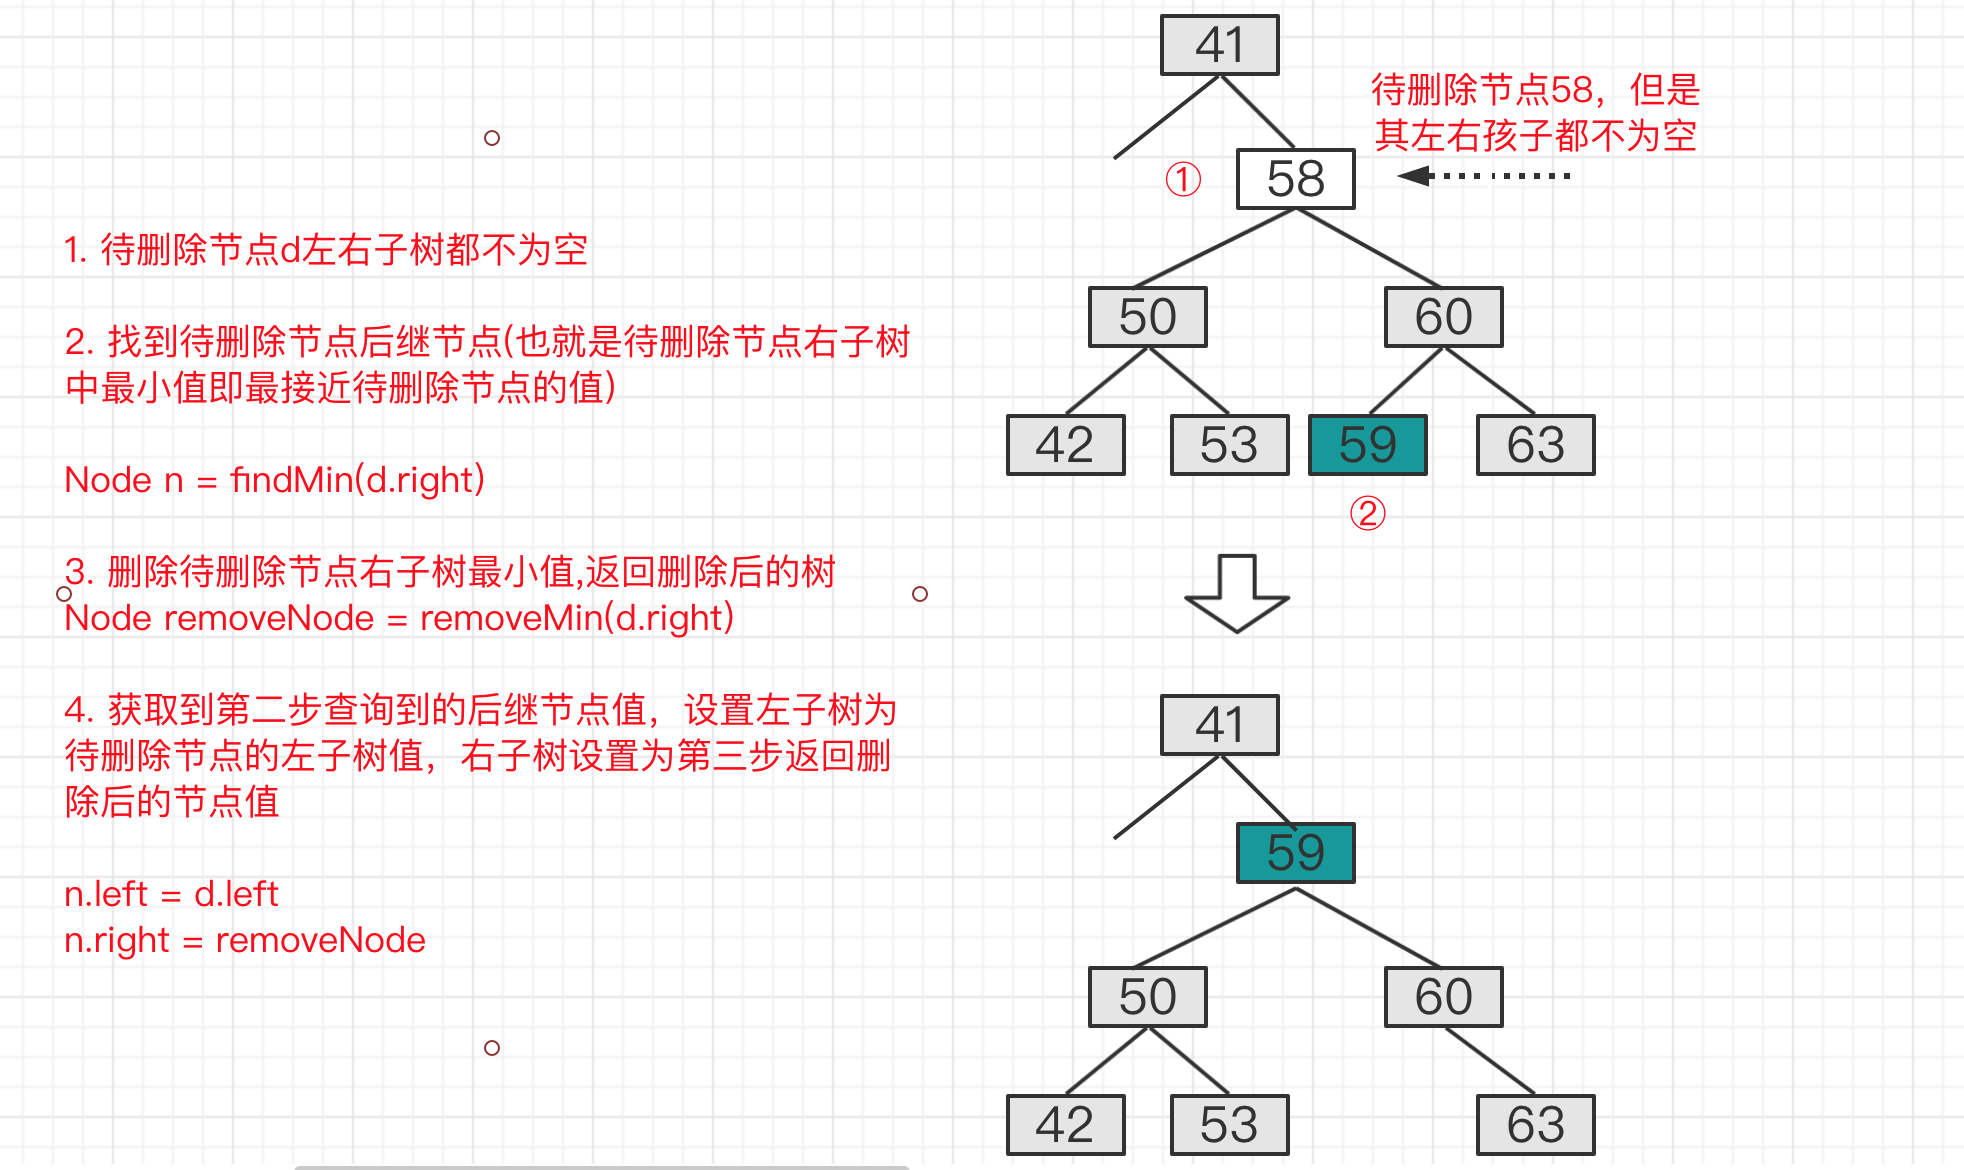 1. 待删除节点d左右子树都不为空
2. 找到待删除节点后继节点(也就是待删除节点右子树
中最小值即最接近待删除节点的值)
Node n = findMin(d.right)
3. 删除待删除节点右子树最小值,返回删除后的树
Node removeNode = removeMin(d.right)
4. 获取到第二步查询到的后继节点值，设置左子树为
待删除节点的左子树值，右子树设置为第三步返回删
除后的节点值
n.left = d.left
n.right = removeNode
41
待删除节点58，但是
其左右孩子都不为空
① 58
50 60
42 53 59 63
②
41
59
50 60
42 53 63